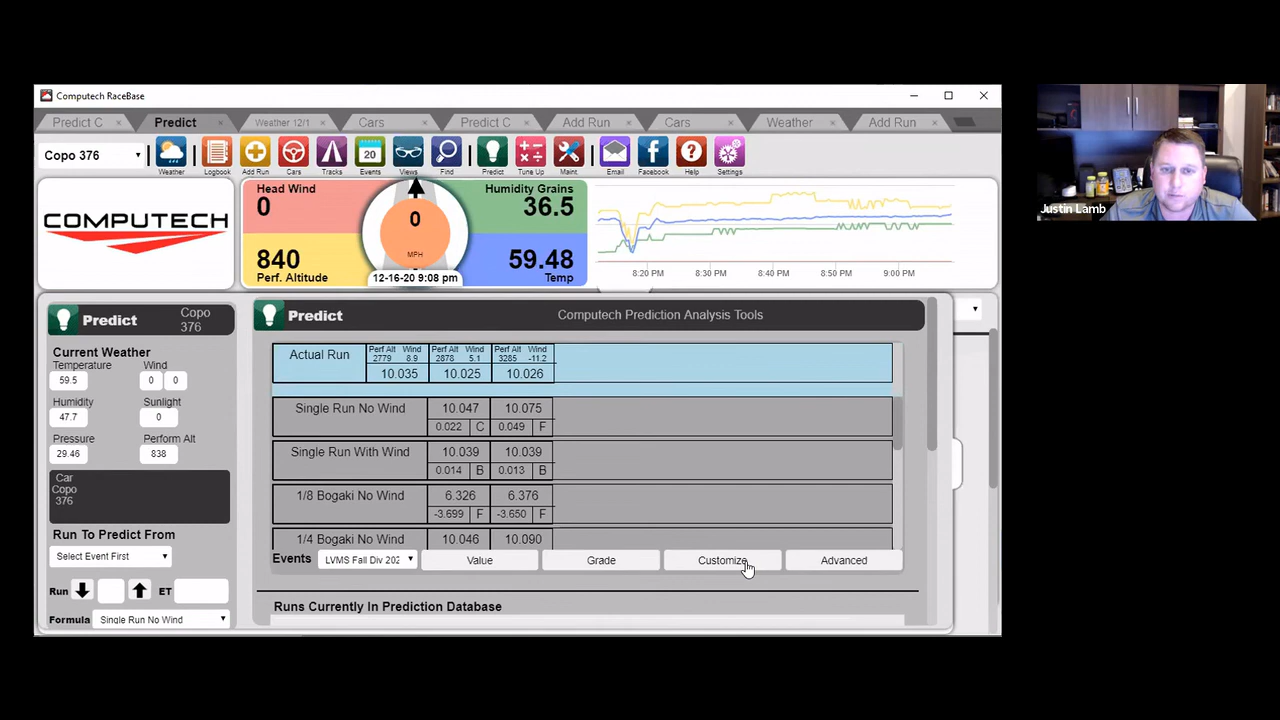 Computech RaceBase
Predict C × Predict × Weather 12/1 × Cars × Predict C × Add Run × Cars × Weather × Add Run ×
Copo 376
20
Weather Logbook Add Run Cars Tracks Events Views Find Predict Tune Up Maint. Email Facebook Help Settings
COMPUTECH
Head Wind
0
840
Perf. Altitude
0
MPH
12-16-20 9:08 pm
Humidity Grains
36.5
59.48
Temp
8:20 PM 8:30 PM 8:40 PM 8:50 PM 9:00 PM
Justin Lamb
Predict Copo
376
Current Weather
Temperature Wind
59.5 0 0
Humidity Sunlight
47.7 0
Pressure Perform Alt
29.46 838
Car
Copo
376
Run To Predict From
Select Event First
Run ET
Formula Single Run No Wind
Predict Computech Prediction Analysis Tools
Actual Run
Perf Alt Wind Perf Alt Wind Perf Alt Wind
2779 8.9 2878 5.1 3285 -11.2
10.035 10.025 10.026
Single Run No Wind 10.047 10.075
0.022 C 0.049 F
Single Run With Wind 10.039 10.039
0.014 B 0.013 B
1/8 Bogaki No Wind 6.326 6.376
-3.699 F -3.650 F
1/4 Bogaki No Wind 10.046 10.090
Events LVMS Fall Div 202 Value Grade Customize Advanced
Runs Currently In Prediction Database